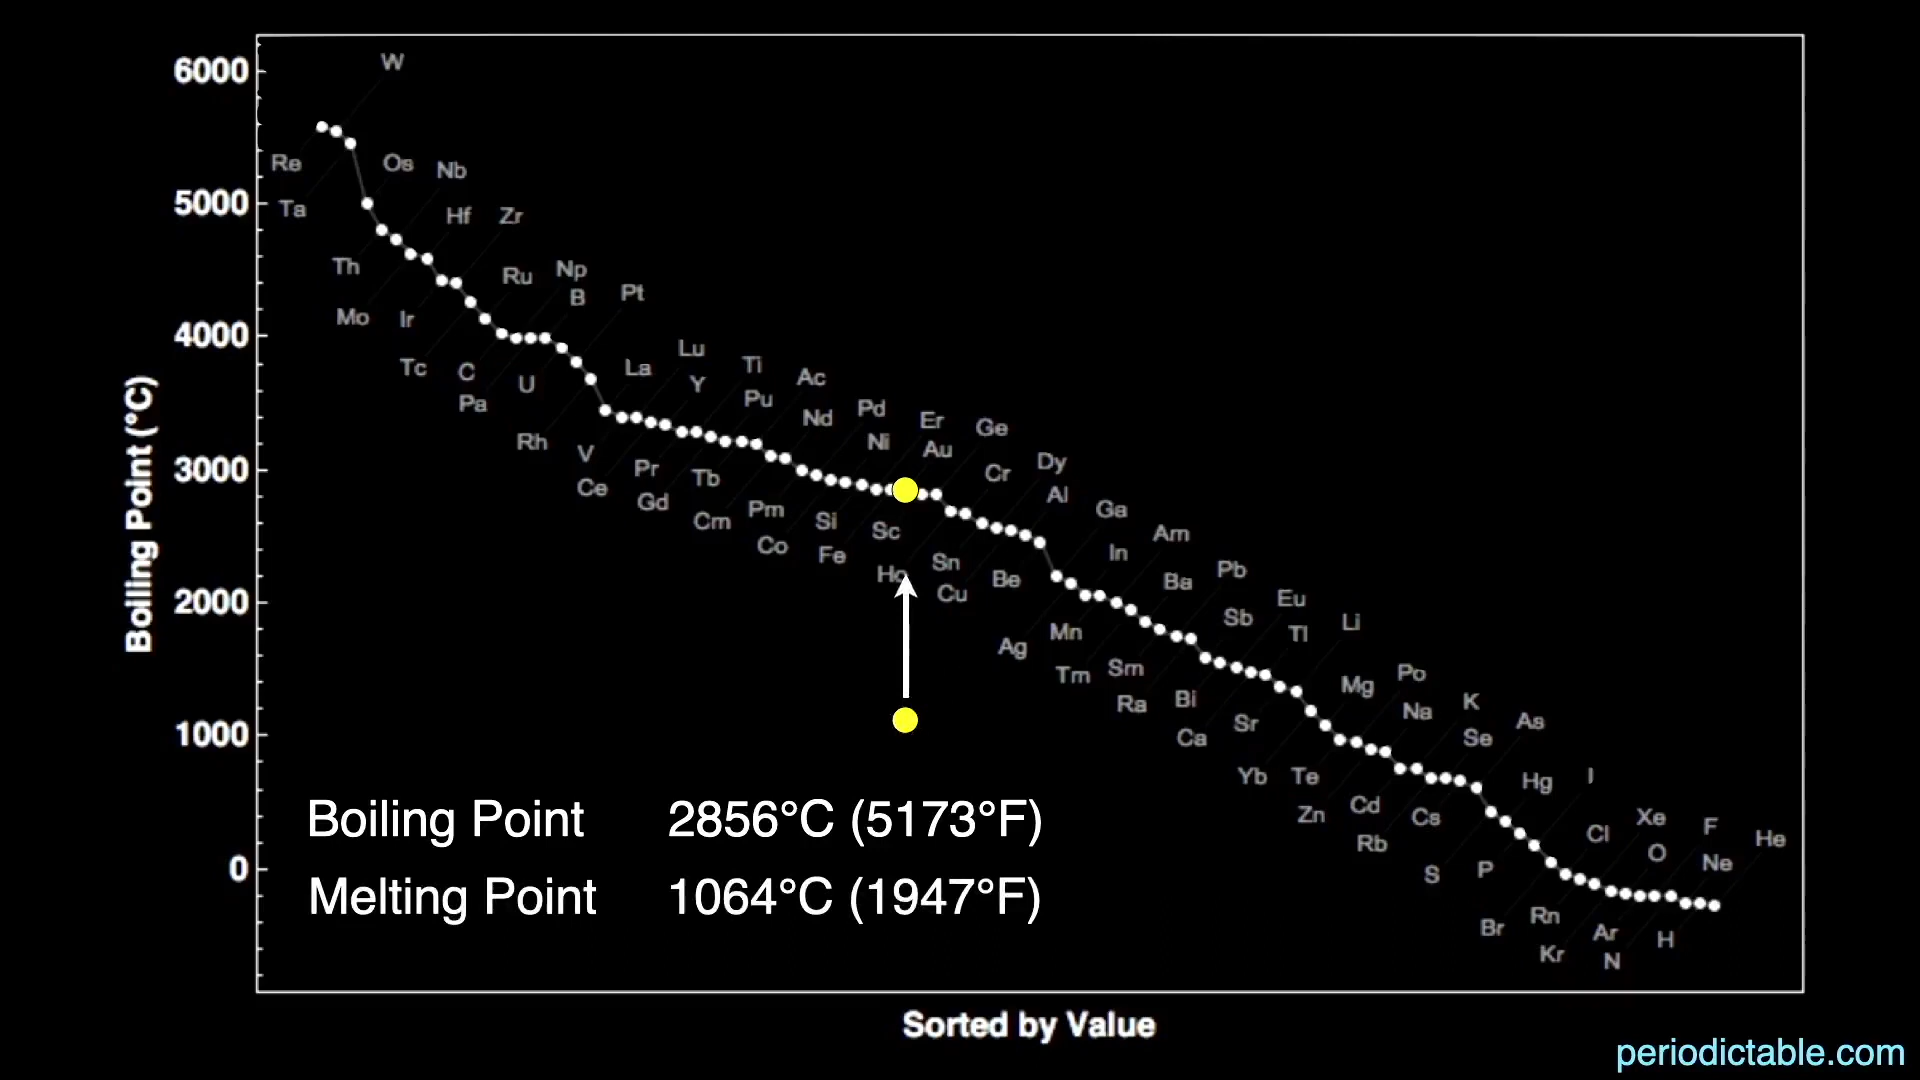 6000
5000
4000
3000
2000
1000
0
Boiling Point (°C)
W
Re
Os
Nb
Ta
Hf
Zr
Th
Ru
Np
B
Pt
Mo
Ir
Tc
C
U
Pa
La
Lu
Y
Ti
Pu
Ac
Rh
V
Ce
Pr
Gd
Tb
Cm
Nd
Pd
Ni
Er
Au
Ge
Pm
Co
Si
Fe
Sc
Ho
Cr
Dy
Al
Sn
Cu
Be
Ga
In
Am
Ag
Mn
Tm
Sm
Ra
Ba
Pb
Sb
Eu
Tl
Li
Bi
Ca
Sr
Yb
Te
Zn
Mg
Po
Na
K
Se
As
Cd
Rb
Cs
S
P
Hg
I
Br
Rn
Kr
Cl
Xe
O
F
Ne
He
Ar
N
H
Boiling Point 2856°C (5173°F)
Melting Point 1064°C (1947°F)
Sorted by Value
periodictable.com